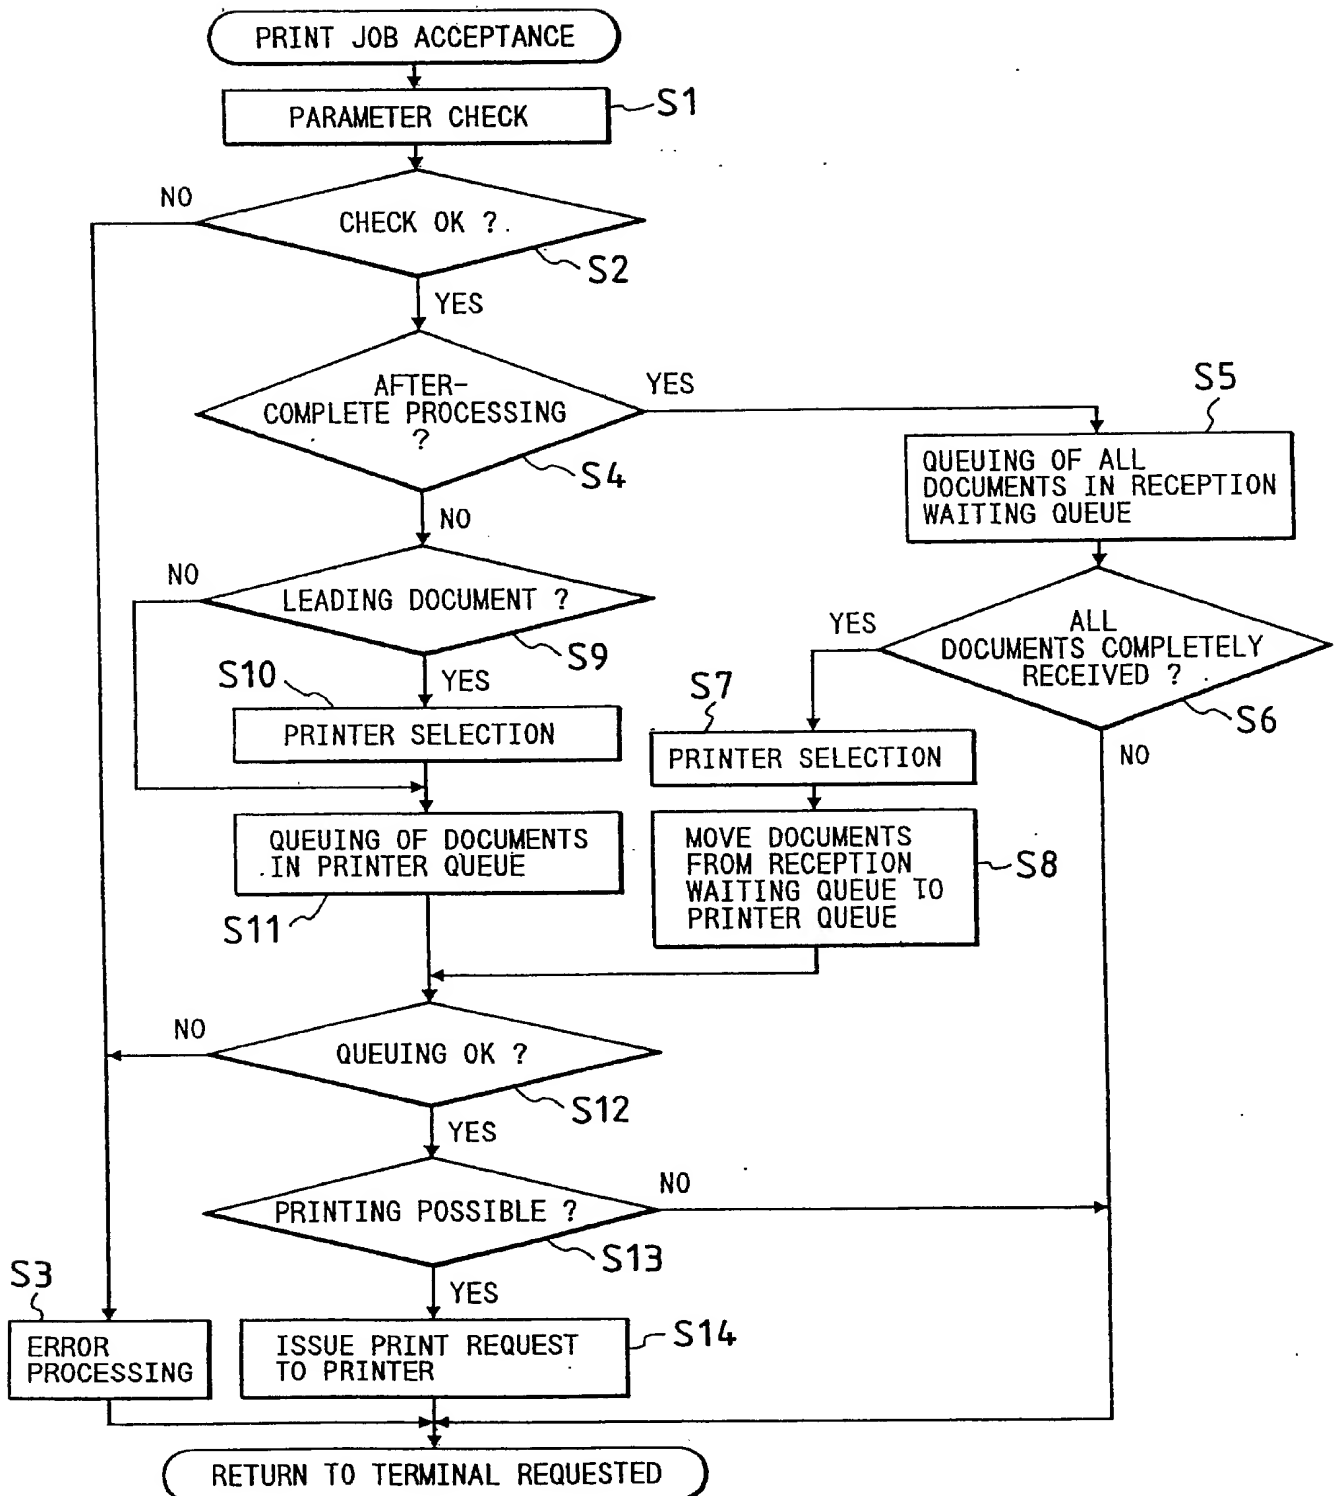 PRINT JOB ACCEPTANCE
PARAMETER CHECK
S1
NO
CHECK OK ?
S2
YES
AFTER-
COMPLETE PROCESSING
?
YES
S4
S5
QUEUING OF ALL
DOCUMENTS IN RECEPTION
WAITING QUEUE
NO
NO
LEADING DOCUMENT ?
S9
YES
ALL
DOCUMENTS COMPLETELY
RECEIVED ?
S6
YES
NO
S10
YES
PRINTER SELECTION
S7
PRINTER SELECTION
QUEUING OF DOCUMENTS
IN PRINTER QUEUE
S11
MOVE DOCUMENTS
FROM RECEPTION
WAITING QUEUE TO
PRINTER QUEUE
S8
NO
QUEUING OK ?
S12
YES
PRINTING POSSIBLE ?
NO
S13
YES
S3
ERROR
PROCESSING
ISSUE PRINT REQUEST
TO PRINTER
S14
RETURN TO TERMINAL REQUESTED